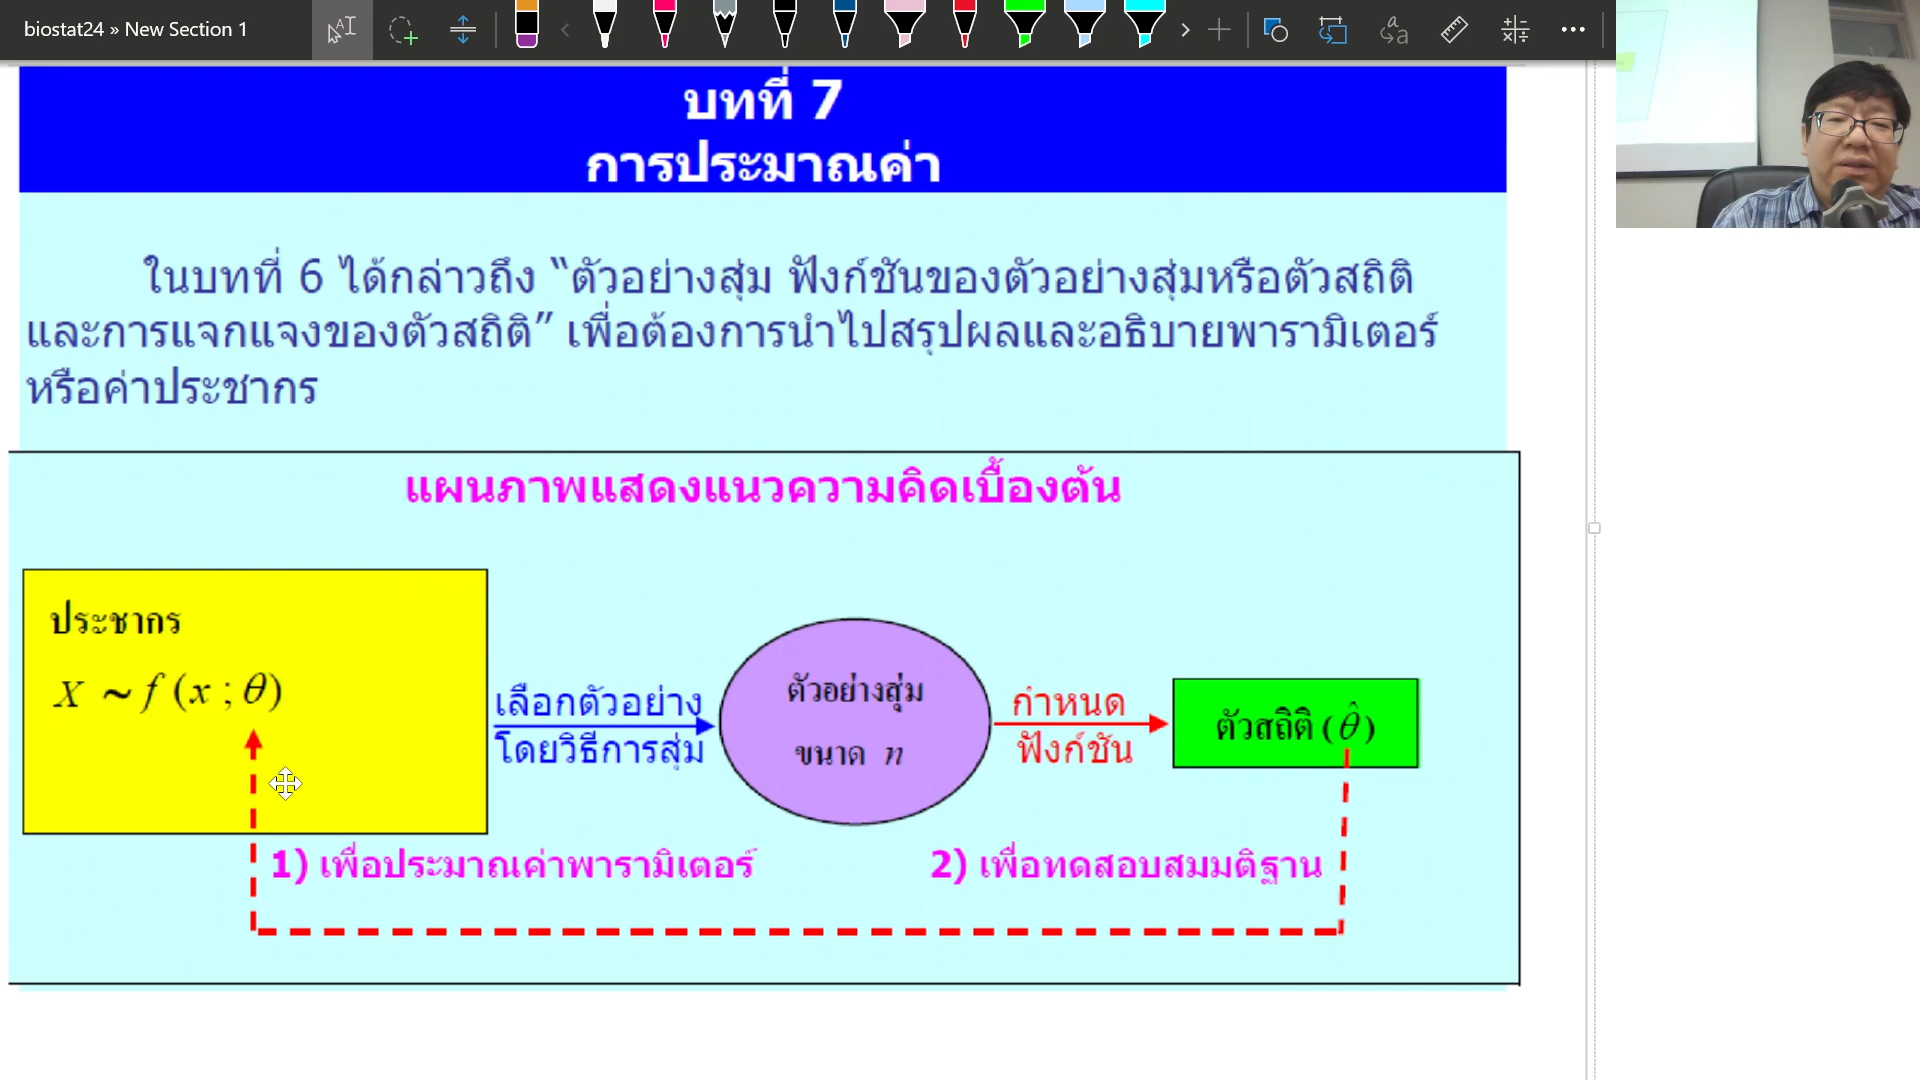 biostat24 » New Section 1
บทที่ 7
การประมาณค่า
ในบทที่ 6 ได้กล่าวถึง “ตัวอย่างสุ่ม ฟังก์ชันของตัวอย่างสุ่มหรือตัวสถิติ
และการแจกแจงของตัวสถิติ” เพื่อต้องการนำไปสรุปผลและอธิบายพารามิเตอร์
หรือค่าประชากร
แผนภาพแสดงแนวความคิดเบื้องต้น
ประชากร
X ~ f (x ; θ)
เลือกตัวอย่าง
โดยวิธีการสุ่ม
ตัวอย่างสุ่ม
ขนาด n
กำหนด
ฟังก์ชัน
ตัวสถิติ (θ̂)
1) เพื่อประมาณค่าพารามิเตอร์
2) เพื่อทดสอบสมมติฐาน